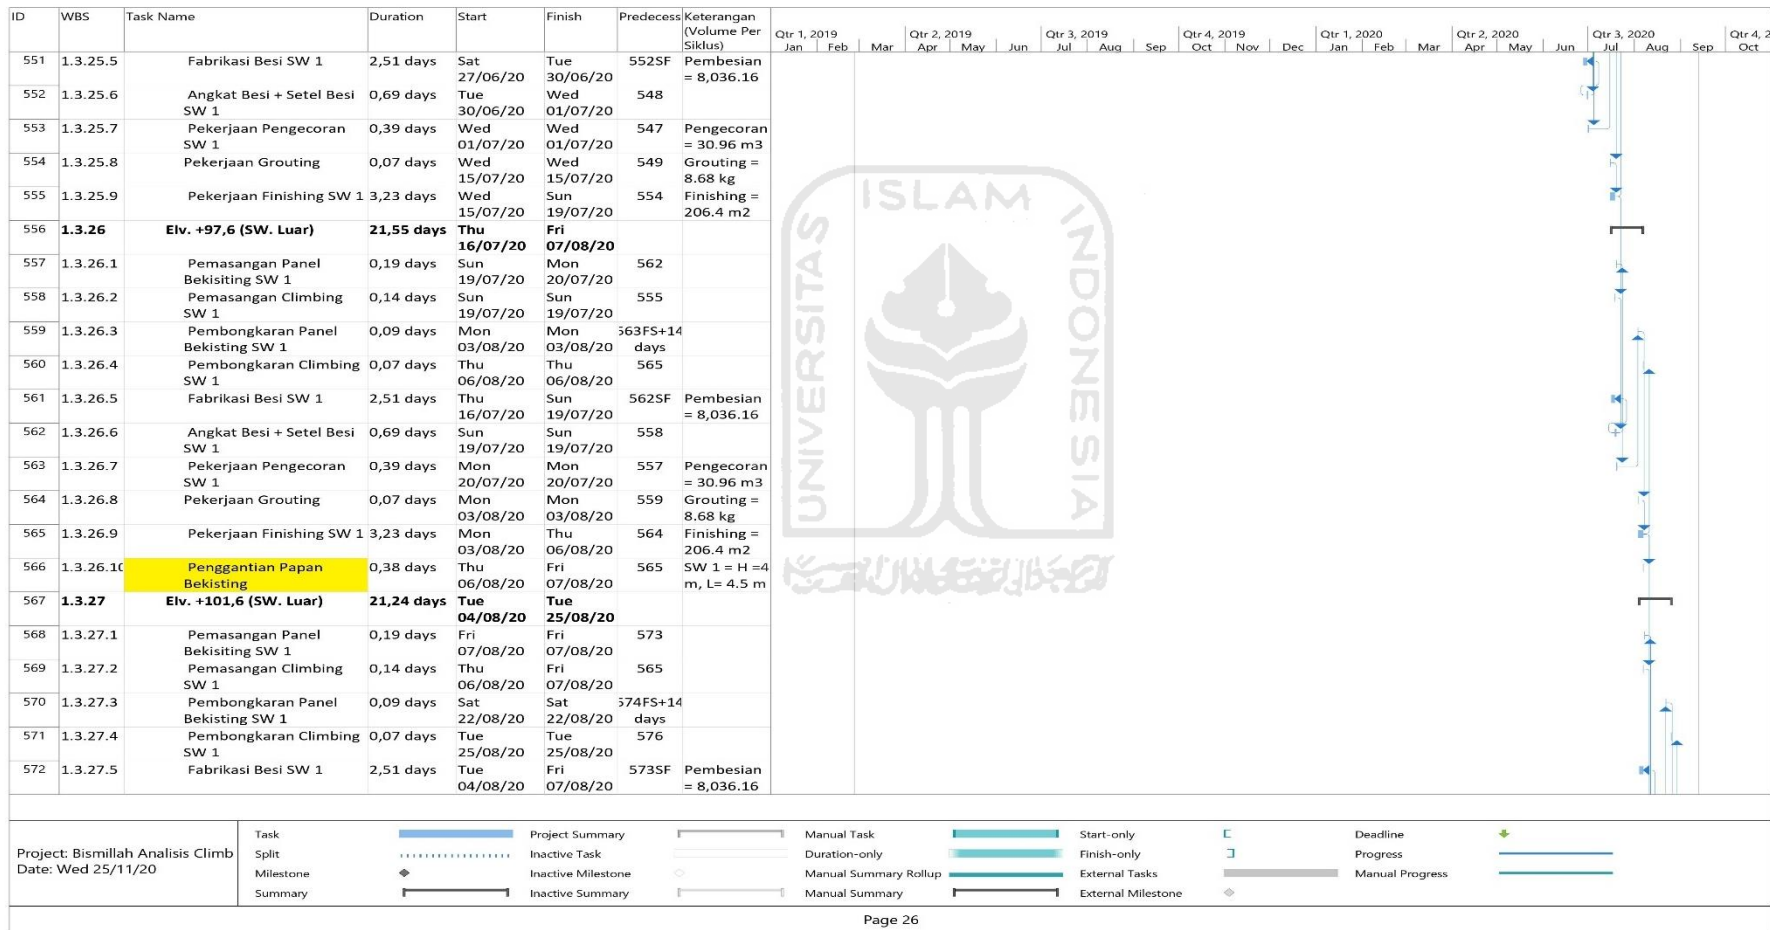 ID WBS Task Name Duration Start Finish Predecess Keterangan (Volume Per Siklus)
Qtr 1, 2019 Qtr 2, 2019 Qtr 3, 2019 Qtr 4, 2019 Qtr 1, 2020 Qtr 2, 2020 Qtr 3, 2020 Qtr 4, 2
Jan Feb Mar Apr May Jun Jul Aug Sep Oct Nov Dec Jan Feb Mar Apr May Jun Jul Aug Sep Oct
551 1.3.25.5 Fabrikasi Besi SW 1 2,51 days Sat 27/06/20 Tue 30/06/20 552SF Pembesian = 8,036.16
552 1.3.25.6 Angkat Besi + Setel Besi SW 1 0,69 days Tue 30/06/20 Wed 01/07/20 548
553 1.3.25.7 Pekerjaan Pengecoran SW 1 0,39 days Wed 01/07/20 Wed 01/07/20 547 Pengecoran = 30.96 m3
554 1.3.25.8 Pekerjaan Grouting 0,07 days Wed 15/07/20 Wed 15/07/20 549 Grouting = 8.68 kg
555 1.3.25.9 Pekerjaan Finishing SW 1 3,23 days Wed 15/07/20 Sun 19/07/20 554 Finishing = 206.4 m2
556 1.3.26 Elv. +97,6 (SW. Luar) 21,55 days Thu 16/07/20 Fri 07/08/20
557 1.3.26.1 Pemasangan Panel Bekisiting SW 1 0,19 days Sun 19/07/20 Mon 20/07/20 562
558 1.3.26.2 Pemasangan Climbing SW 1 0,14 days Sun 19/07/20 Sun 19/07/20 555
559 1.3.26.3 Pembongkaran Panel Bekisting SW 1 0,09 days Mon 03/08/20 Mon 03/08/20 563FS+14 days
560 1.3.26.4 Pembongkaran Climbing SW 1 0,07 days Thu 06/08/20 Thu 06/08/20 565
561 1.3.26.5 Fabrikasi Besi SW 1 2,51 days Thu 16/07/20 Sun 19/07/20 562SF Pembesian = 8,036.16
562 1.3.26.6 Angkat Besi + Setel Besi SW 1 0,69 days Sun 19/07/20 Sun 19/07/20 558
563 1.3.26.7 Pekerjaan Pengecoran SW 1 0,39 days Mon 20/07/20 Mon 20/07/20 557 Pengecoran = 30.96 m3
564 1.3.26.8 Pekerjaan Grouting 0,07 days Mon 03/08/20 Mon 03/08/20 559 Grouting = 8.68 kg
565 1.3.26.9 Pekerjaan Finishing SW 1 3,23 days Mon 03/08/20 Thu 06/08/20 564 Finishing = 206.4 m2
566 1.3.26.10 Penggantian Papan Bekisting 0,38 days Thu 06/08/20 Fri 07/08/20 565 SW 1 = H =4 m, L= 4.5 m
567 1.3.27 Elv. +101,6 (SW. Luar) 21,24 days Tue 04/08/20 Tue 25/08/20
568 1.3.27.1 Pemasangan Panel Bekisiting SW 1 0,19 days Fri 07/08/20 Fri 07/08/20 573
569 1.3.27.2 Pemasangan Climbing SW 1 0,14 days Thu 06/08/20 Fri 07/08/20 565
570 1.3.27.3 Pembongkaran Panel Bekisting SW 1 0,09 days Sat 22/08/20 Sat 22/08/20 574FS+14 days
571 1.3.27.4 Pembongkaran Climbing SW 1 0,07 days Tue 25/08/20 Tue 25/08/20 576
572 1.3.27.5 Fabrikasi Besi SW 1 2,51 days Tue 04/08/20 Fri 07/08/20 573SF Pembesian = 8,036.16
UNIVERSITAS ISLAM INDONESIA
Project: Bismillah Analisis Climb
Date: Wed 25/11/20
Task Project Summary Manual Task Start-only Deadline
Split Inactive Task Duration-only Finish-only Progress
Milestone Inactive Milestone Manual Summary Rollup External Tasks Manual Progress
Summary Inactive Summary Manual Summary External Milestone
Page 26